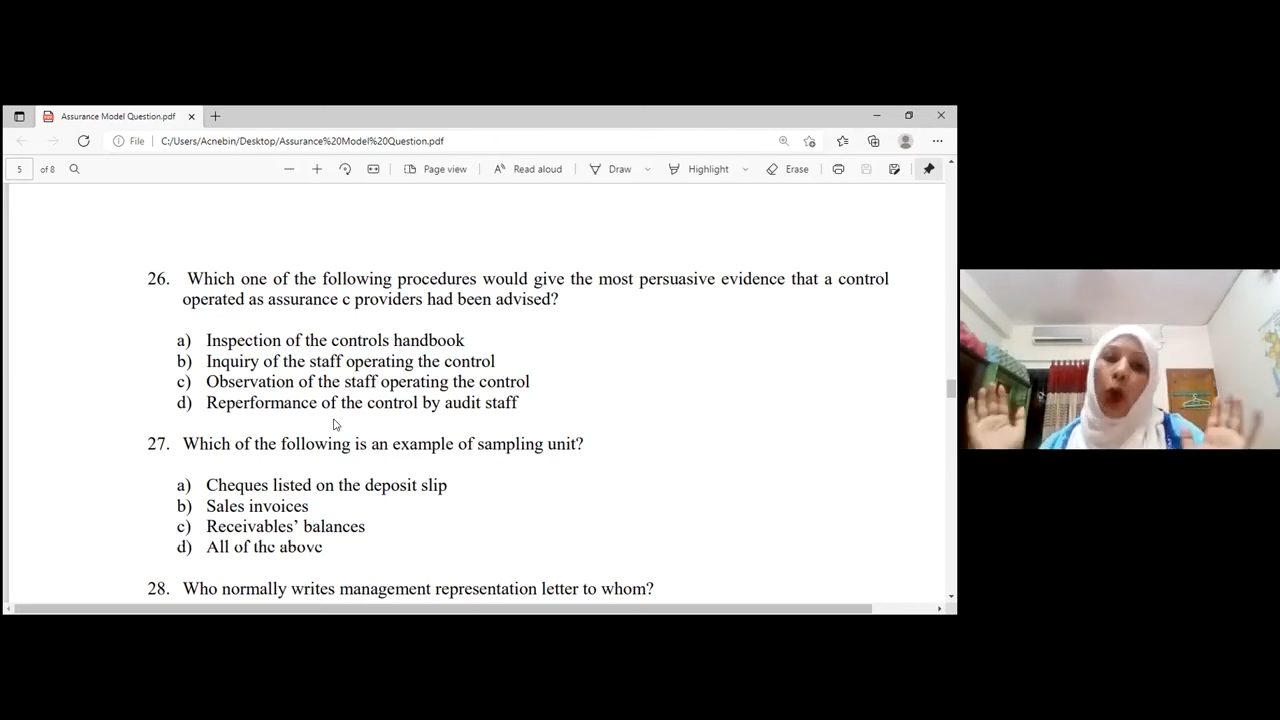 Assurance Model Question.pdf
File
C:/Users/Acnebin/Desktop/Assurance%20Model%20Question.pdf
5 of 8
Page view
Read aloud
Draw
Highlight
Erase
26. Which one of the following procedures would give the most persuasive evidence that a control
operated as assurance c providers had been advised?
a) Inspection of the controls handbook
b) Inquiry of the staff operating the control
c) Observation of the staff operating the control
d) Reperformance of the control by audit staff
27. Which of the following is an example of sampling unit?
a) Cheques listed on the deposit slip
b) Sales invoices
c) Receivables’ balances
d) All of the above
28. Who normally writes management representation letter to whom?